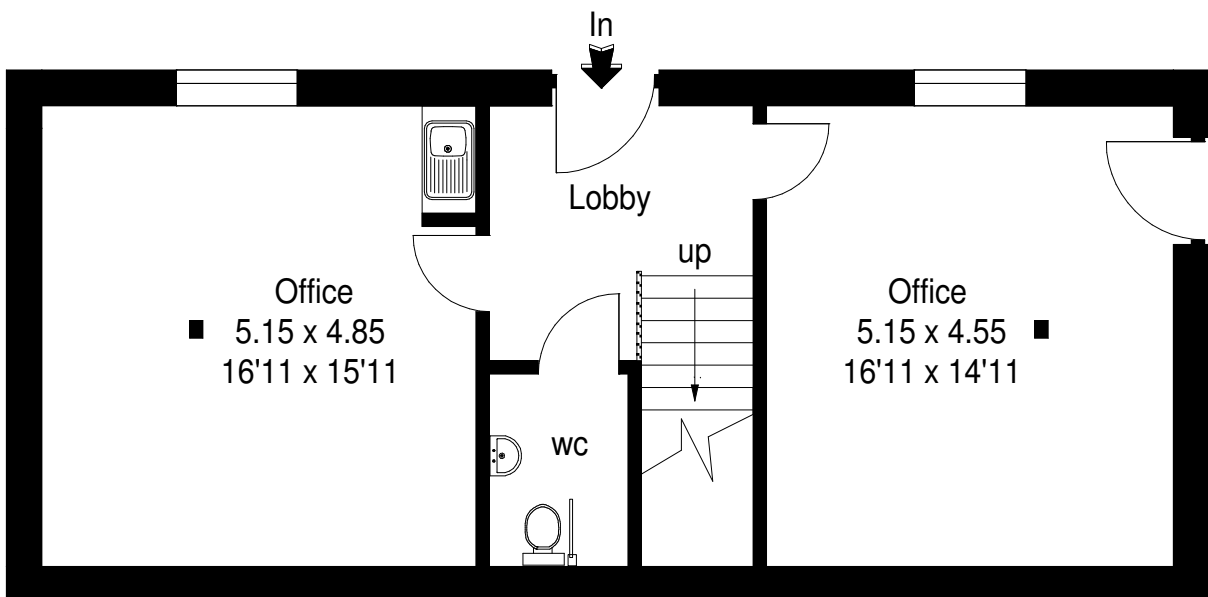 In
Lobby
up
Office
5.15 x 4.85
16'11 x 15'11
Office
5.15 x 4.55
16'11 x 14'11
wc